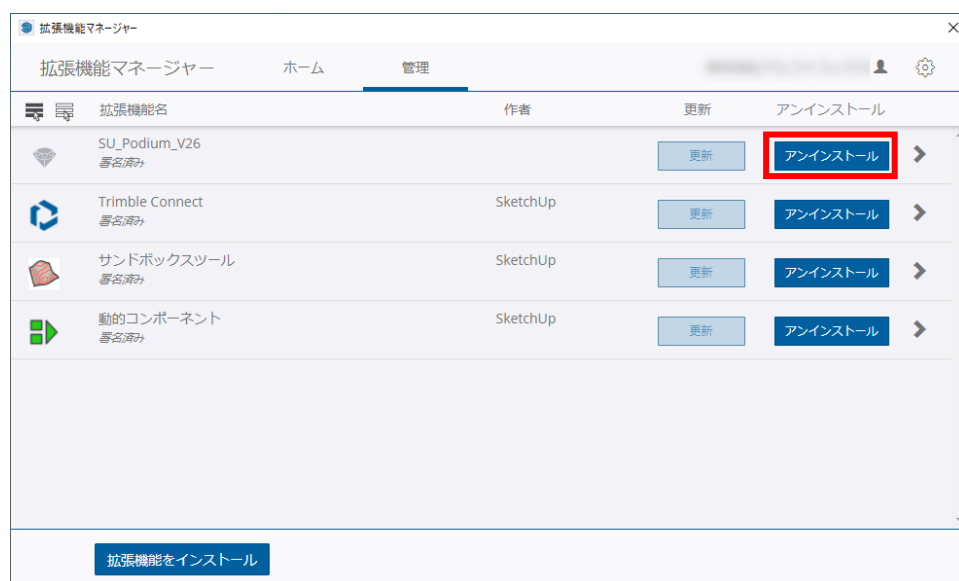 拡張機能マネージャー
拡張機能マネージャー ホーム 管理
拡張機能名 作者 更新 アンインストール
SU_Podium_V26
署名済み
更新 アンインストール
Trimble Connect SketchUp
署名済み
更新 アンインストール
サンドボックスツール SketchUp
署名済み
更新 アンインストール
動的コンポーネント SketchUp
署名済み
更新 アンインストール
拡張機能をインストール